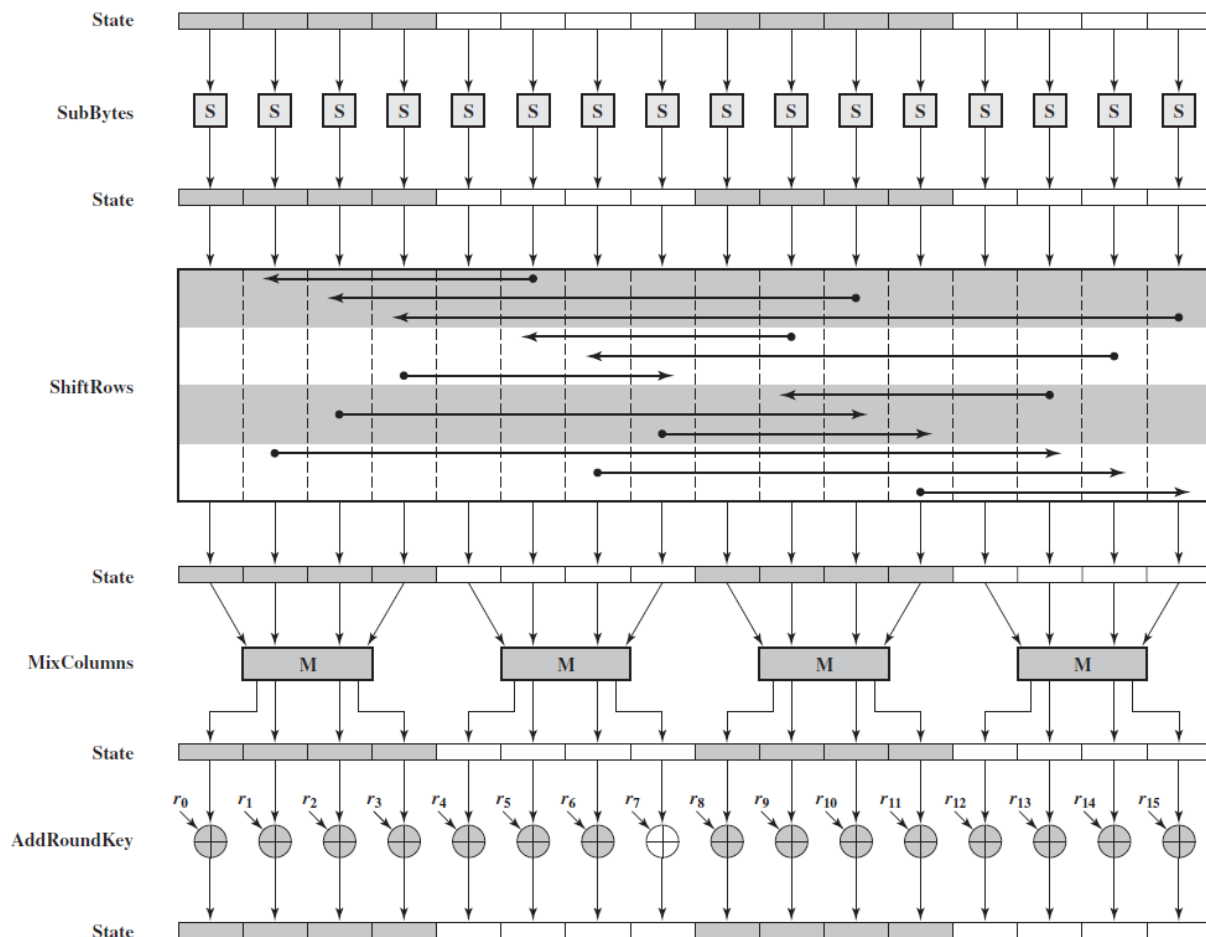 State
SubBytes S S S S S S S S S S S S S S S S
State
ShiftRows
State
MixColumns M M M M
State
r0 r1 r2 r3 r4 r5 r6 r7 r8 r9 r10 r11 r12 r13 r14 r15
AddRoundKey
State